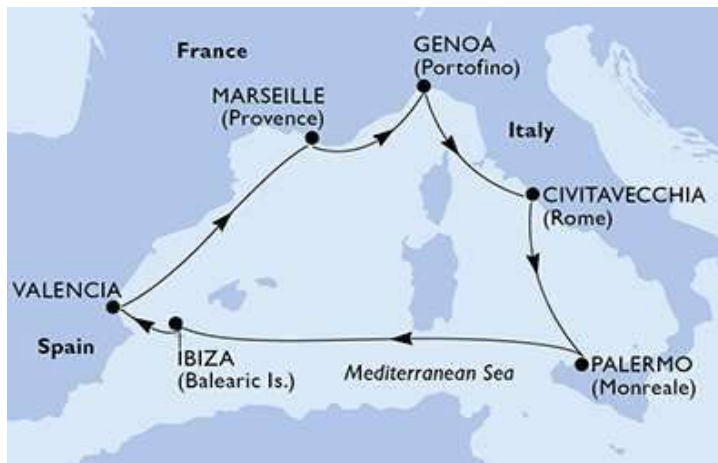 France
GENOA
(Portofino)
MARSEILLE
(Provence)
Italy
CIVITAVECCHIA
(Rome)
VALENCIA
Spain
IBIZA
(Balearic Is.)
Mediterranean Sea
PALERMO
(Monreale)